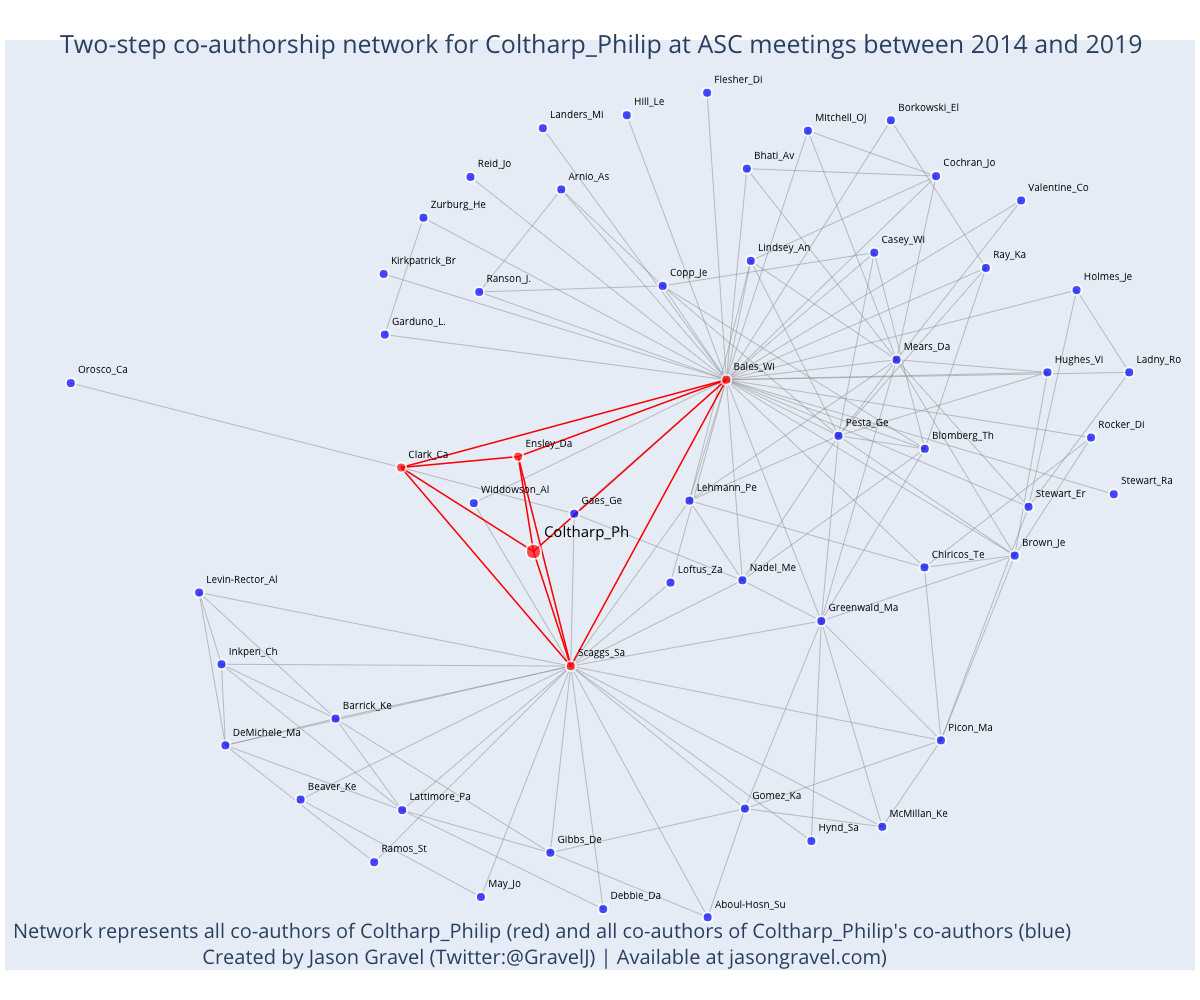 Two-step co-authorship network for Coltharp_Philip at ASC meetings between 2014 and 2019
Flesher_Di
Hill_Le
Borkowski_El
Landers_Mi
Mitchell_Oj
Bhati_Av
Cochran_Jo
Reid_Jo
Arnio_As
Valentine_Co
Zurburg_He
Casey_Wi
Lindsey_An
Ray_Ka
Kirkpatrick_Br
Copp_Je
Ranson_J.
Holmes_Je
Garduno_L.
Mears_Da
Hughes_Vi
Ladny_Ro
Bales_Wi
Orosco_Ca
Pesta_Ge
Rocker_Di
Blomberg_Th
Ensley_Da
Clark_Ca
Stewart_Ra
Lehmann_Pe
Widdowson_Al
Stewart_Er
Gaes_Ge
Coltharp_Ph
Brown_Je
Chiricos_Te
Nadel_Me
Loftus_Za
Levin-Rector_Al
Greenwald_Ma
Inkpen_Ch
Scaggs_Sa
Barrick_Ke
Picon_Ma
DeMichele_Ma
Beaver_Ke
Lattimore_Pa
Gomez_Ka
McMillan_Ke
Hynd_Sa
Gibbs_De
Ramos_St
May_Jo
Debbie_Da
Aboul-Hosn_Su
Network represents all co-authors of Coltharp_Philip (red) and all co-authors of Coltharp_Philip's co-authors (blue)
Created by Jason Gravel (Twitter:@GravelJ) | Available at jasongravel.com)